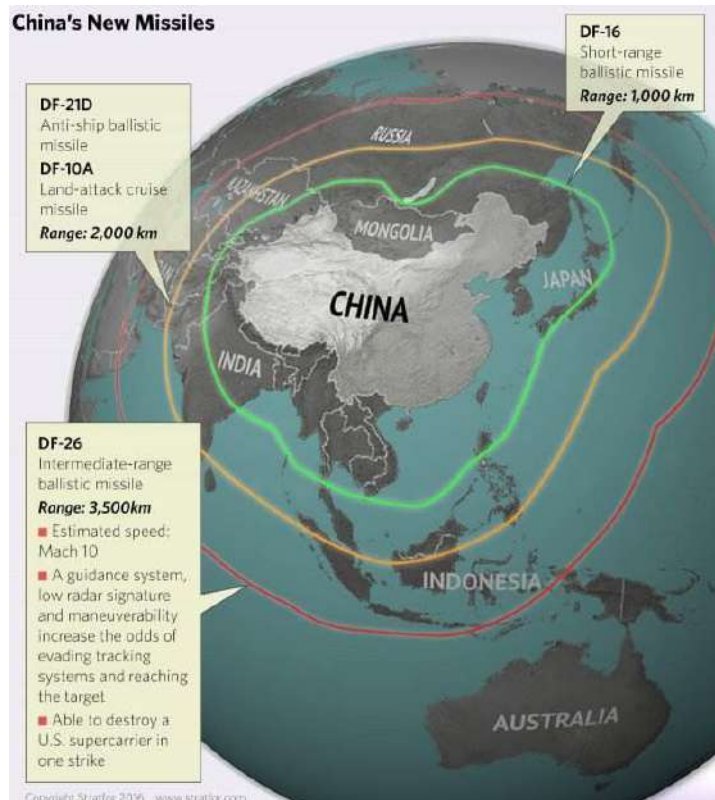 China's New Missiles
DF-16
Short-range
ballistic missile
Range: 1,000 km
DF-21D
Anti-ship ballistic
missile
DF-10A
Land-attack cruise
missile
Range: 2,000 km
RUSSIA
MONGOLIA
JAPAN
CHINA
INDIA
DF-26
Intermediate-range
ballistic missile
Range: 3,500km
Estimated speed:
Mach 10
A guidance system,
low radar signature
and maneuverability
increase the odds of
evading tracking
systems and reaching
the target
Able to destroy a
U.S. supercarrier in
one strike
INDONESIA
AUSTRALIA
Copyright Stratfor 2016 www.stratfor.com